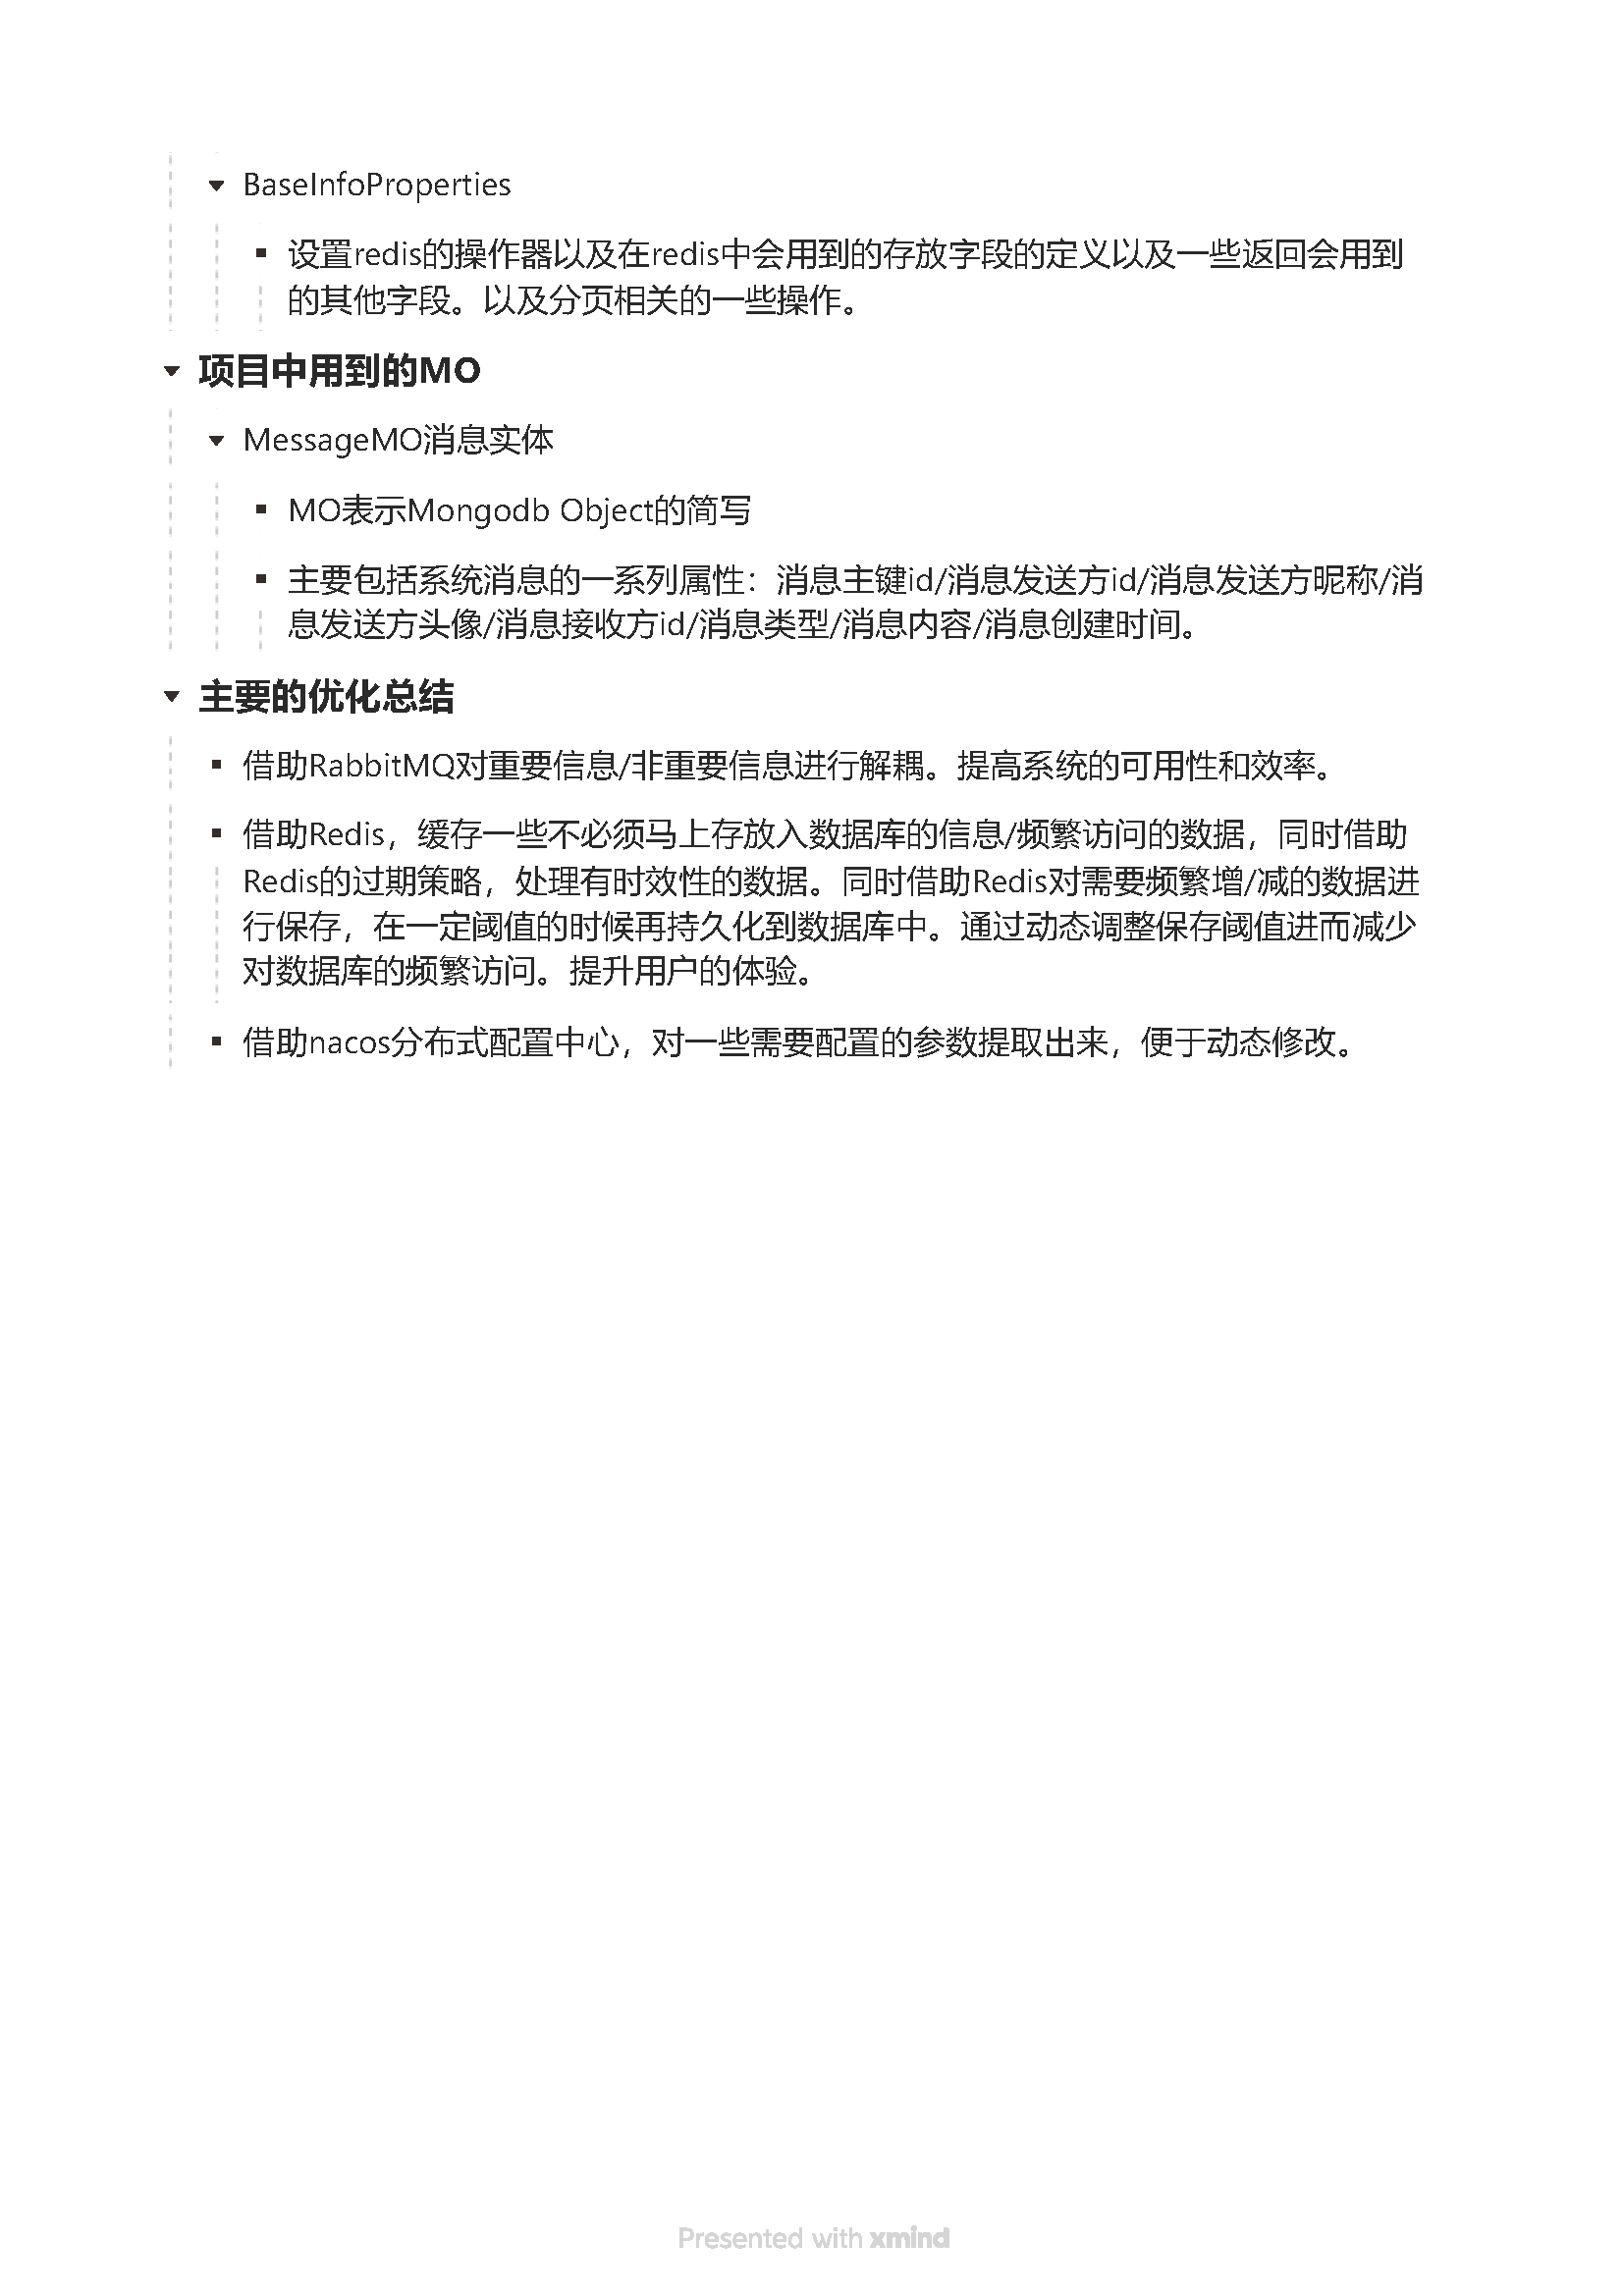 BaseInfoProperties
设置redis的操作器以及在redis中会用到的存放字段的定义以及一些返回会用到
的其他字段。以及分页相关的一些操作。
项目中用到的MO
MessageMO消息实体
MO表示Mongodb Object的简写
主要包括系统消息的一系列属性：消息主键id/消息发送方id/消息发送方昵称/消
息发送方头像/消息接收方id/消息类型/消息内容/消息创建时间。
主要的优化总结
借助RabbitMQ对重要信息/非重要信息进行解耦。提高系统的可用性和效率。
借助Redis，缓存一些不必须马上存放入数据库的信息/频繁访问的数据，同时借助
Redis的过期策略，处理有时效性的数据。同时借助Redis对需要频繁增/减的数据进
行保存，在一定阈值的时候再持久化到数据库中。通过动态调整保存阈值进而减少
对数据库的频繁访问。提升用户的体验。
借助nacos分布式配置中心，对一些需要配置的参数提取出来，便于动态修改。
Presented with xmind